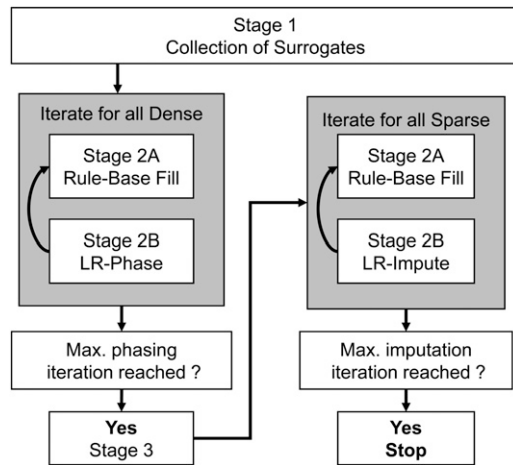 Stage 1
Collection of Surrogates
Iterate for all Dense
Stage 2A
Rule-Base Fill
Stage 2B
LR-Phase
Max. phasing
iteration reached ?
Yes
Stage 3
Iterate for all Sparse
Stage 2A
Rule-Base Fill
Stage 2B
LR-Impute
Max. imputation
iteration reached ?
Yes
Stop